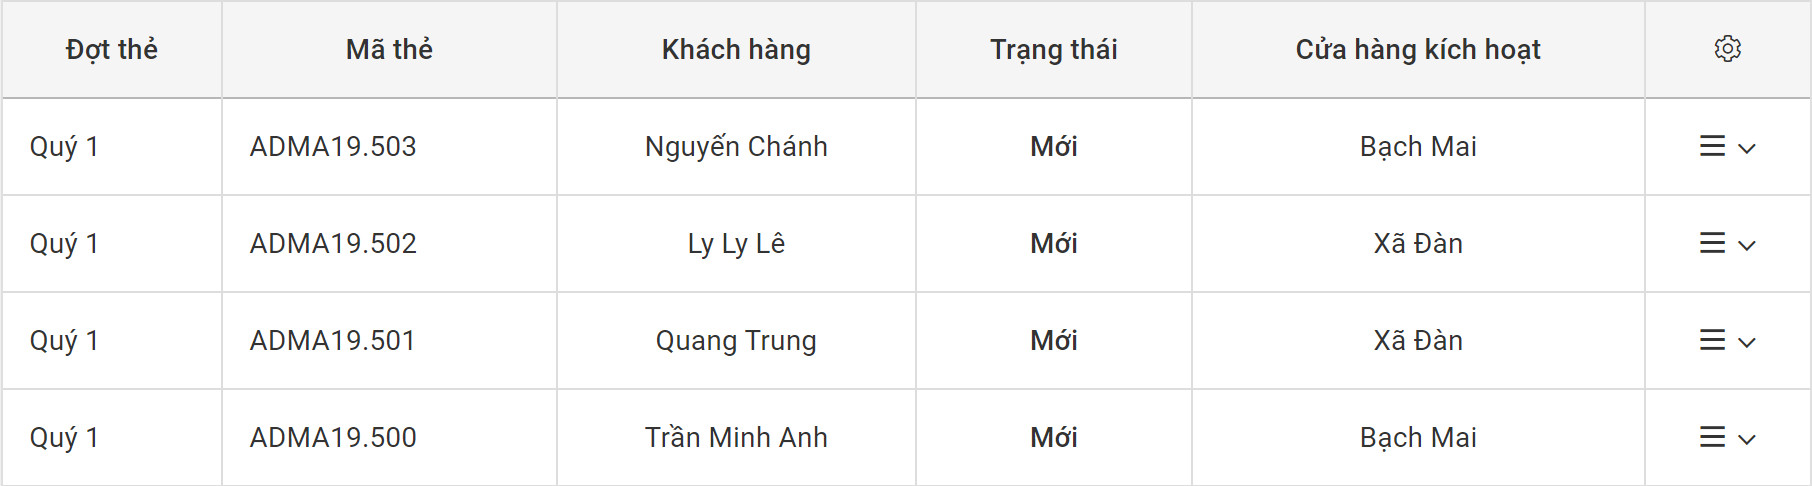 Đợt thẻ Mã thẻ Khách hàng Trạng thái Cửa hàng kích hoạt
Quý 1 ADMA19.503 Nguyến Chánh Mới Bạch Mai
Quý 1 ADMA19.502 Ly Ly Lê Mới Xã Đàn
Quý 1 ADMA19.501 Quang Trung Mới Xã Đàn
Quý 1 ADMA19.500 Trần Minh Anh Mới Bạch Mai